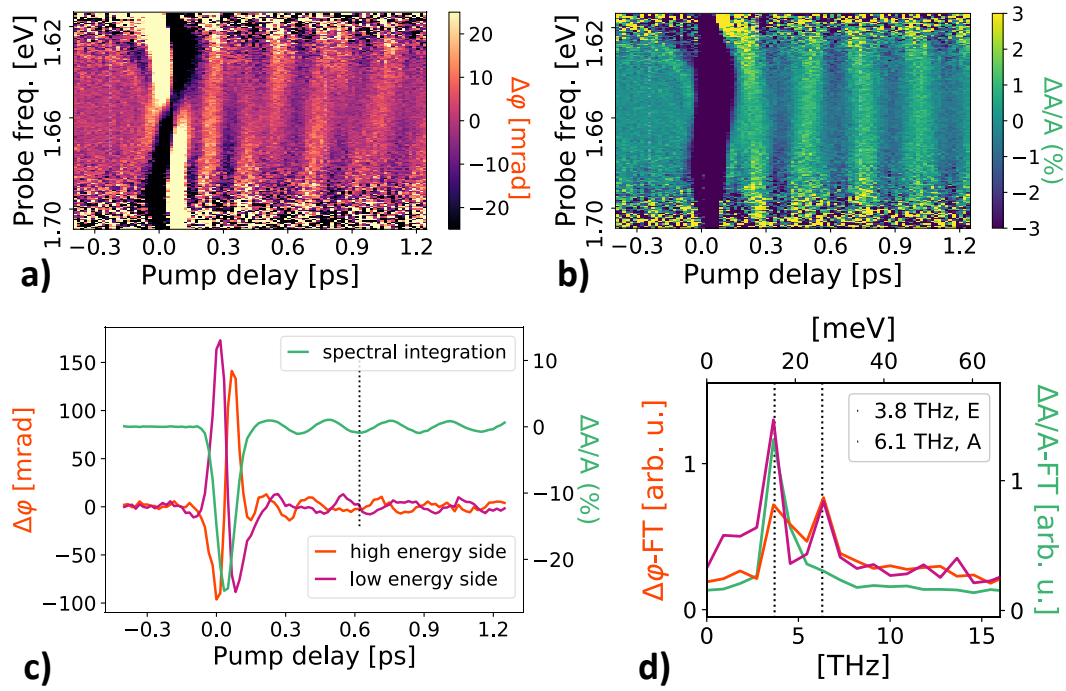 1.62
1.66
1.70
Probe freq. [eV]
−0.3 0.0 0.3 0.6 0.9 1.2
Pump delay [ps]
a)
20
10
0
−10
−20
Δφ [mrad]
1.62
1.66
1.70
Probe freq. [eV]
−0.3 0.0 0.3 0.6 0.9 1.2
Pump delay [ps]
b)
3
2
1
0
−1
−2
−3
ΔA/A (%)
150
100
50
0
−50
−100
Δφ [mrad]
spectral integration
high energy side
low energy side
10
0
−10
−20
ΔA/A (%)
−0.3 0.0 0.3 0.6 0.9 1.2
Pump delay [ps]
c)
[meV]
0 20 40 60
3.8 THz, E
6.1 THz, A
1
0
Δφ-FT [arb. u.]
1
0
ΔA/A-FT [arb. u.]
0 5 10 15
[THz]
d)